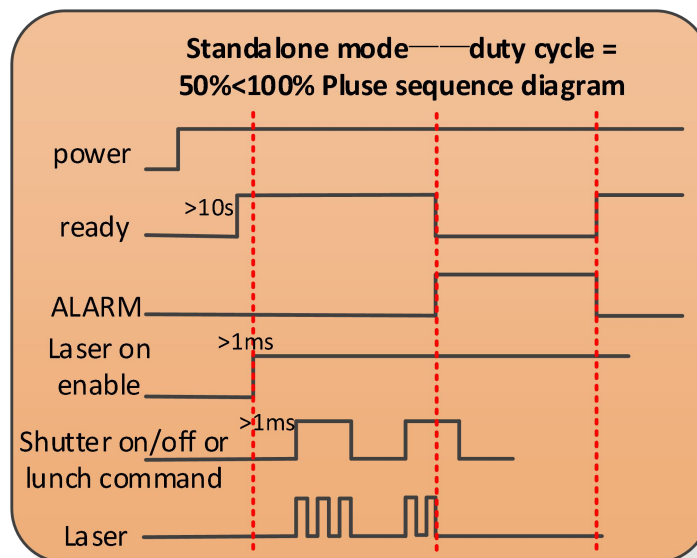 Standalone mode——duty cycle =
50%<100% Pluse sequence diagram
power
>10s
ready
ALARM
Laser on
enable
>1ms
>1ms
Shutter on/off or
lunch command
Laser